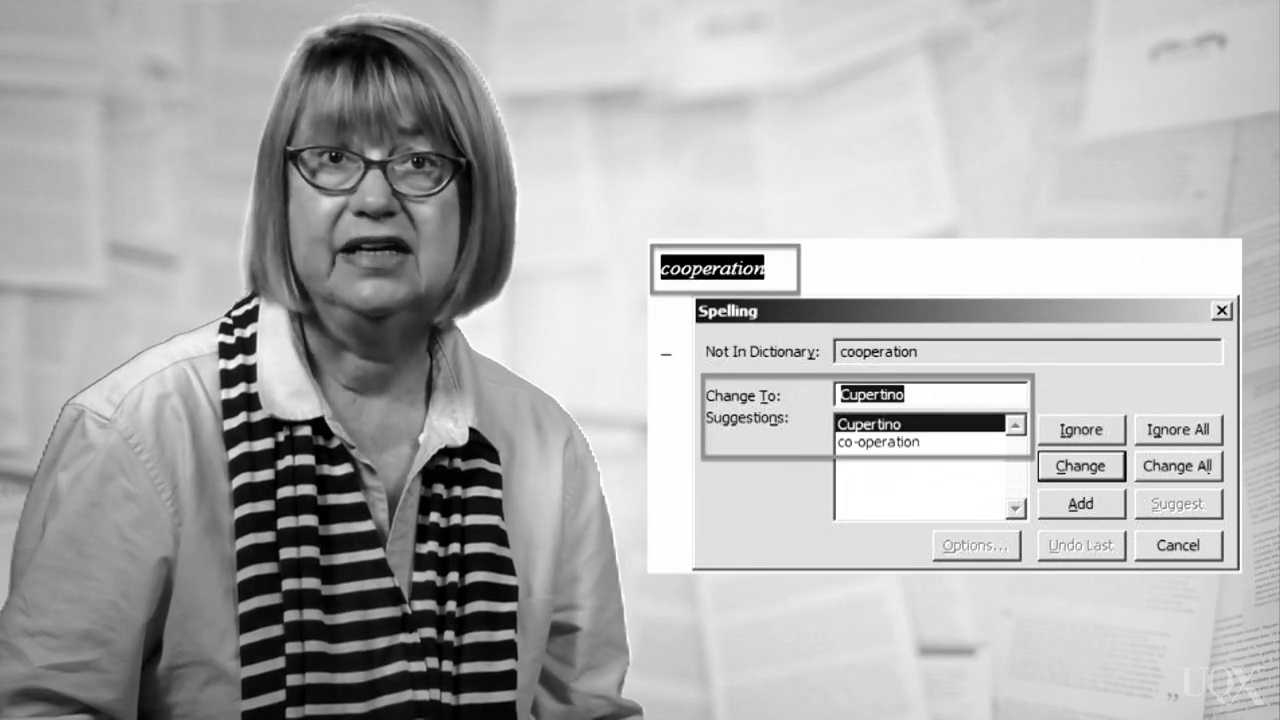 cooperation
Spelling
Not In Dictionary: cooperation
Change To: Cupertino
Suggestions: Cupertino
co-operation
Ignore Ignore All
Change Change All
Add Suggest
Options... Undo Last Cancel
UQX